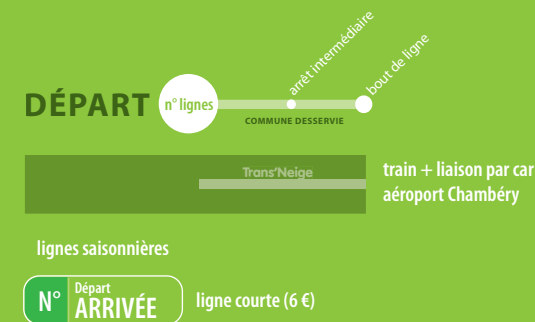 arrêt intermédiaire
bout de ligne
DÉPART n° lignes
COMMUNE DESSERVIE
Trans'Neige
train + liaison par car
aéroport Chambéry
lignes saisonnières
N° Départ
ARRIVÉE
ligne courte (6 €)